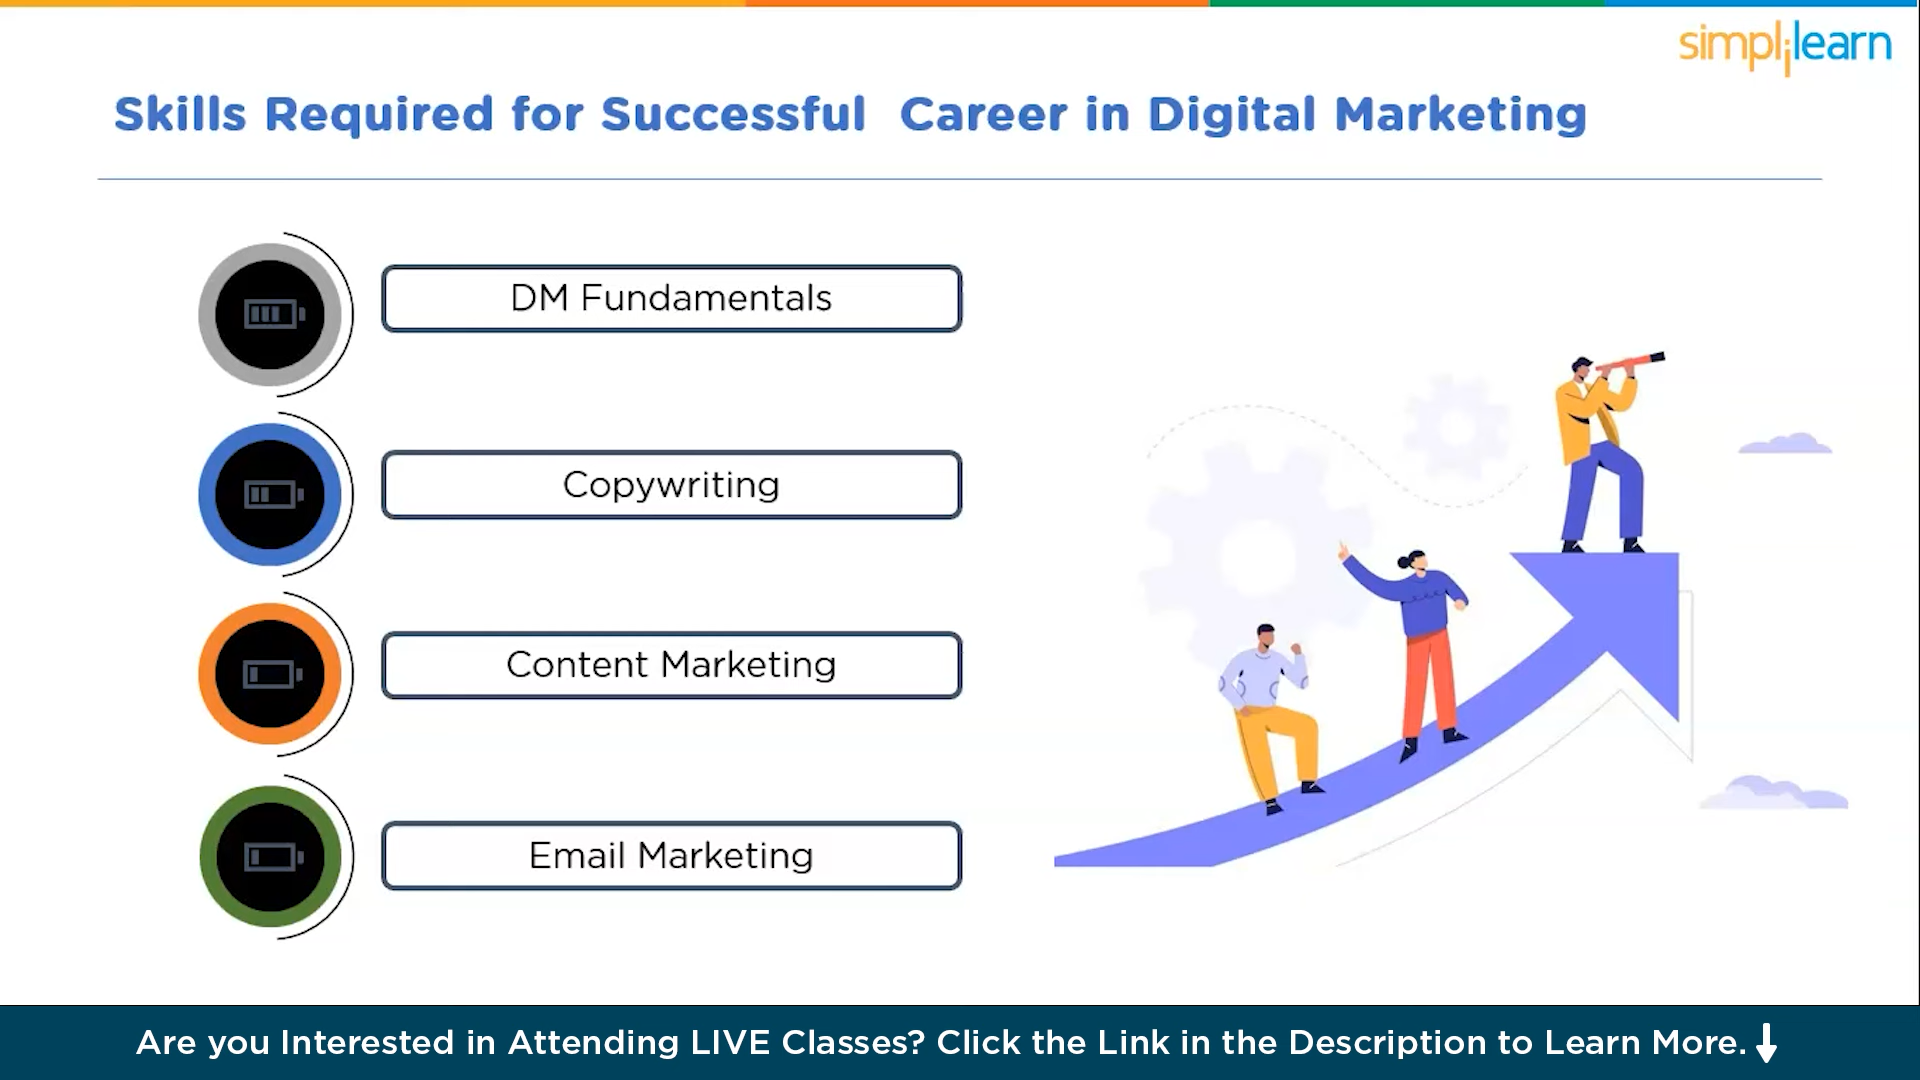 simplilearn
Skills Required for Successful  Career in Digital Marketing
DM Fundamentals
Copywriting
Content Marketing
Email Marketing
Are you Interested in Attending LIVE Classes? Click the Link in the Description to Learn More.